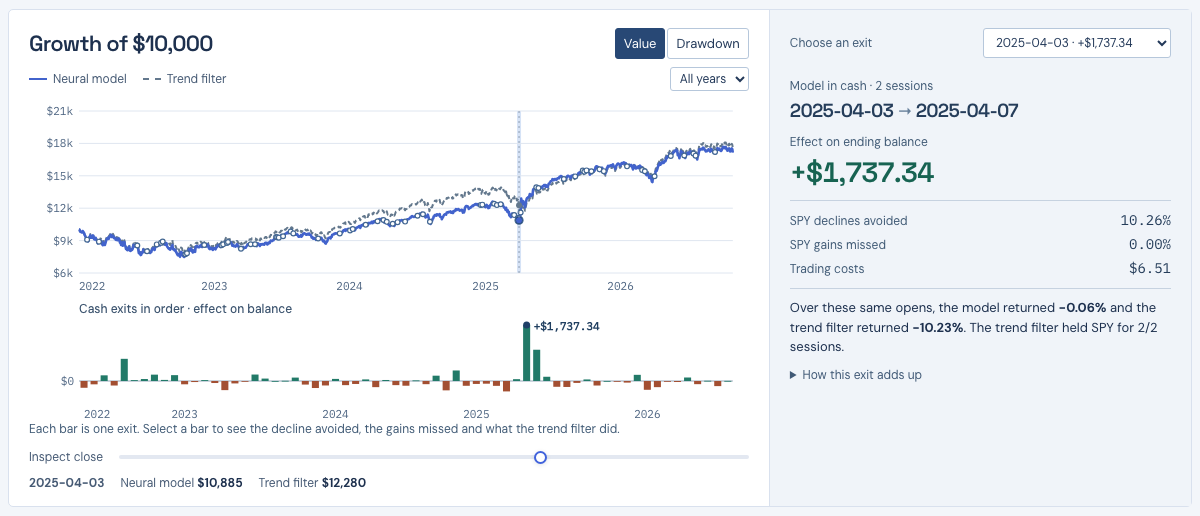 Growth of $10,000
Value
Drawdown
Neural model
Trend filter
All years
$21k
$18k
$15k
$12k
$9k
$6k
2022
2023
2024
2025
2026
Cash exits in order · effect on balance
+$1,737.34
$0
2022
2023
2024
2025
2026
Each bar is one exit. Select a bar to see the decline avoided, the gains missed and what the trend filter did.
Inspect close
2025-04-03 Neural model $10,885 Trend filter $12,280
Choose an exit
2025-04-03 · +$1,737.34
Model in cash · 2 sessions
2025-04-03 → 2025-04-07
Effect on ending balance
+$1,737.34
SPY declines avoided 10.26%
SPY gains missed 0.00%
Trading costs $6.51
Over these same opens, the model returned −0.06% and the
trend filter returned −10.23%. The trend filter held SPY for 2/2
sessions.
▶ How this exit adds up